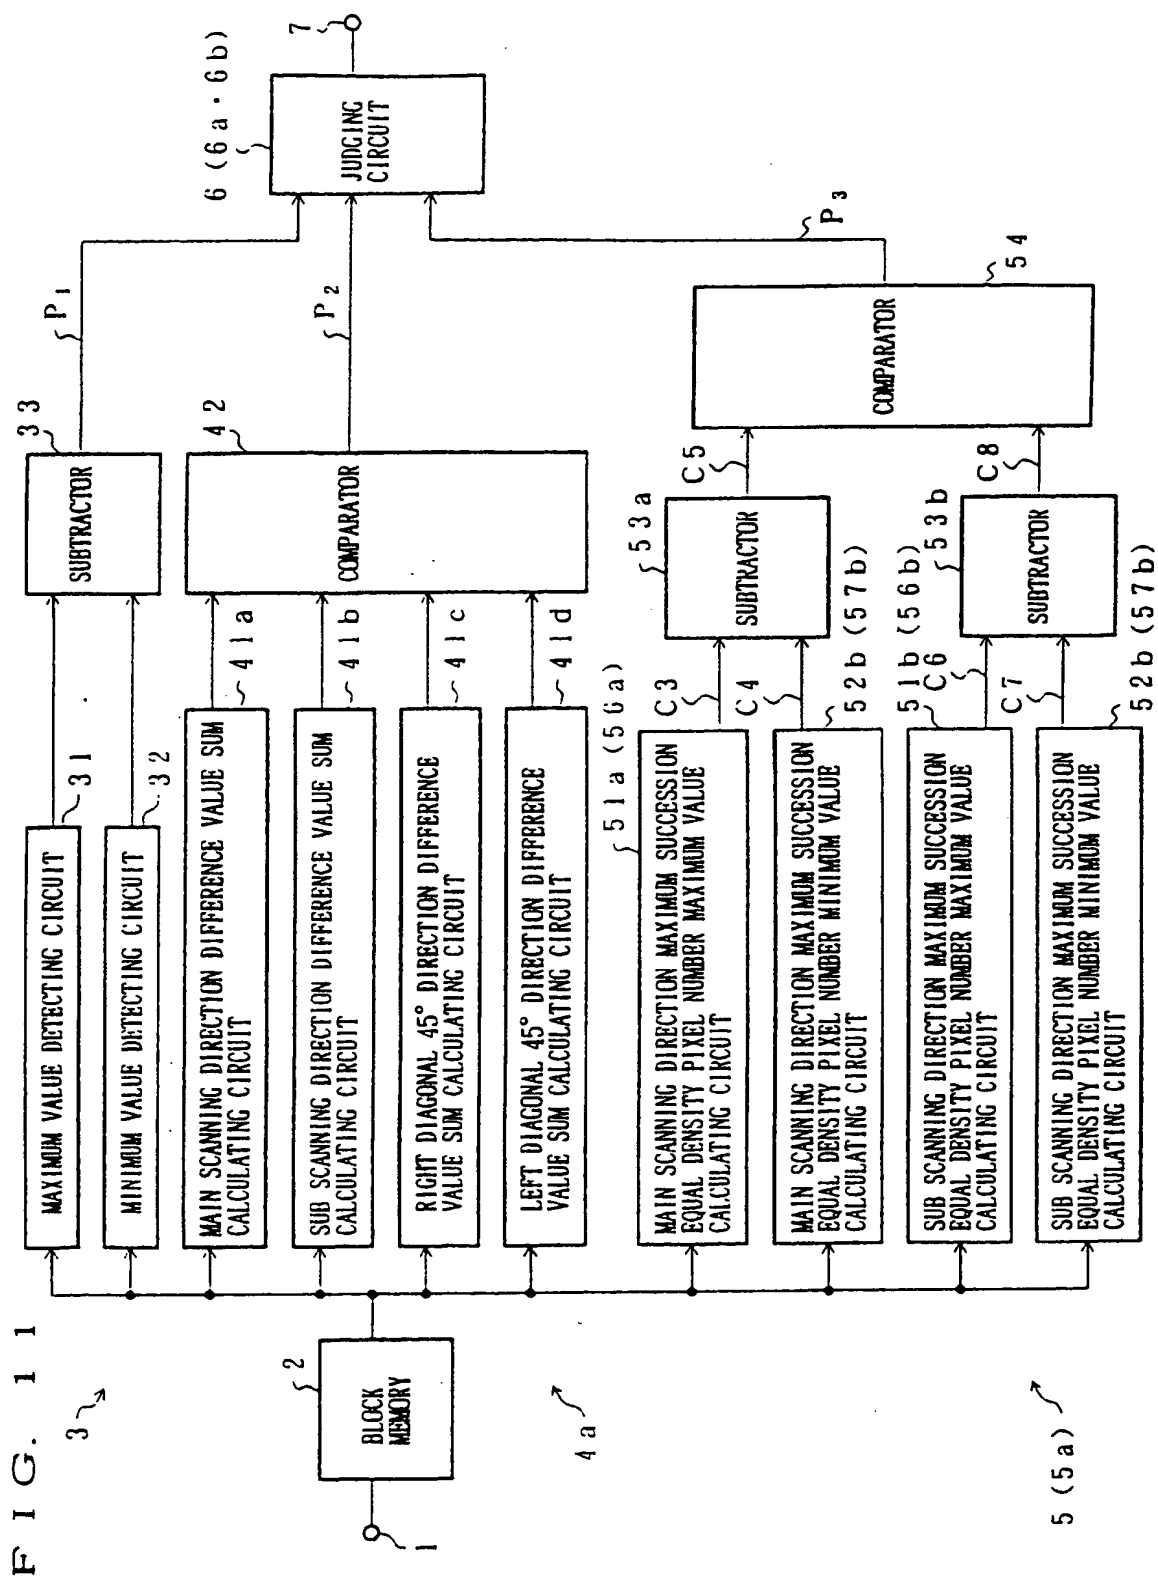 FIG. 11
3
1
2
BLOCK
MEMORY
4a
5 (5a)
MAXIMUM VALUE DETECTING CIRCUIT
31
MINIMUM VALUE DETECTING CIRCUIT
32
MAIN SCANNING DIRECTION DIFFERENCE VALUE SUM
CALCULATING CIRCUIT
41a
SUB SCANNING DIRECTION DIFFERENCE VALUE SUM
CALCULATING CIRCUIT
41b
RIGHT DIAGONAL 45° DIRECTION DIFFERENCE
VALUE SUM CALCULATING CIRCUIT
41c
LEFT DIAGONAL 45° DIRECTION DIFFERENCE
VALUE SUM CALCULATING CIRCUIT
41d
51a (56a)
MAIN SCANNING DIRECTION MAXIMUM SUCCESSION
EQUAL DENSITY PIXEL NUMBER MAXIMUM VALUE
CALCULATING CIRCUIT
C3
MAIN SCANNING DIRECTION MAXIMUM SUCCESSION
EQUAL DENSITY PIXEL NUMBER MINIMUM VALUE
CALCULATING CIRCUIT
C4
52b (57b)
SUB SCANNING DIRECTION MAXIMUM SUCCESSION
EQUAL DENSITY PIXEL NUMBER MAXIMUM VALUE
CALCULATING CIRCUIT
51b (56b)
C6
SUB SCANNING DIRECTION MAXIMUM SUCCESSION
EQUAL DENSITY PIXEL NUMBER MINIMUM VALUE
CALCULATING CIRCUIT
C7
52b (57b)
33
SUBTRACTOR
P1
42
COMPARATOR
P2
53a
SUBTRACTOR
C5
53b
SUBTRACTOR
C8
COMPARATOR
54
P3
6 (6a・6b)
JUDGING
CIRCUIT
7